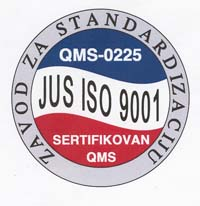 ZAVOD ZA STANDARDIZACIJU
QMS-0225
JUS ISO 9001
SERTIFIKOVAN
QMS